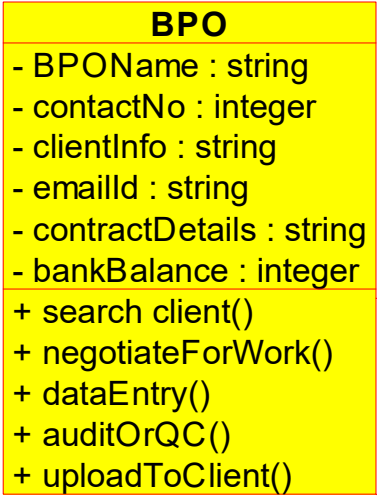 BPO
- BPOName : string
- contactNo : integer
- clientInfo : string
- emailId : string
- contractDetails : string
- bankBalance : integer
+ search client()
+ negotiateForWork()
+ dataEntry()
+ auditOrQC()
+ uploadToClient()